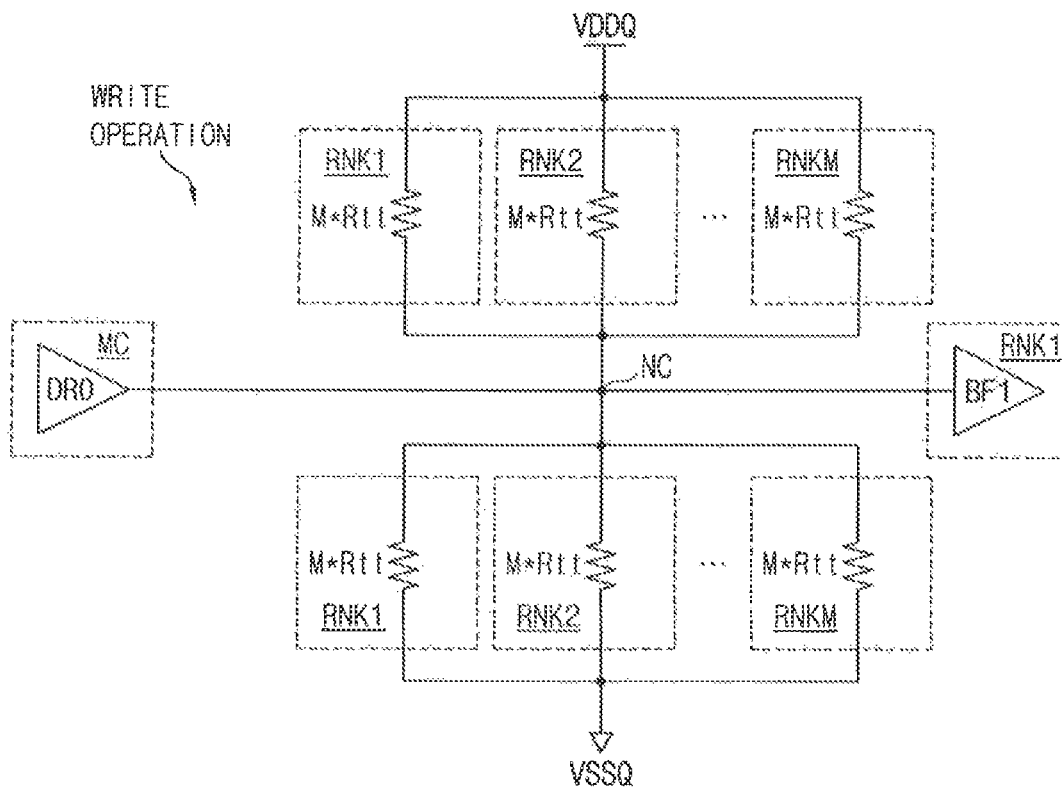 VDDQ
WRITE
OPERATION
RNK1
RNK2
RNKM
M*Rtt
M*Rtt
...
M*Rtt
MC
DR0
NC
RNK1
BF1
M*Rtt
M*Rtt
...
M*Rtt
RNK1
RNK2
RNKM
VSSQ